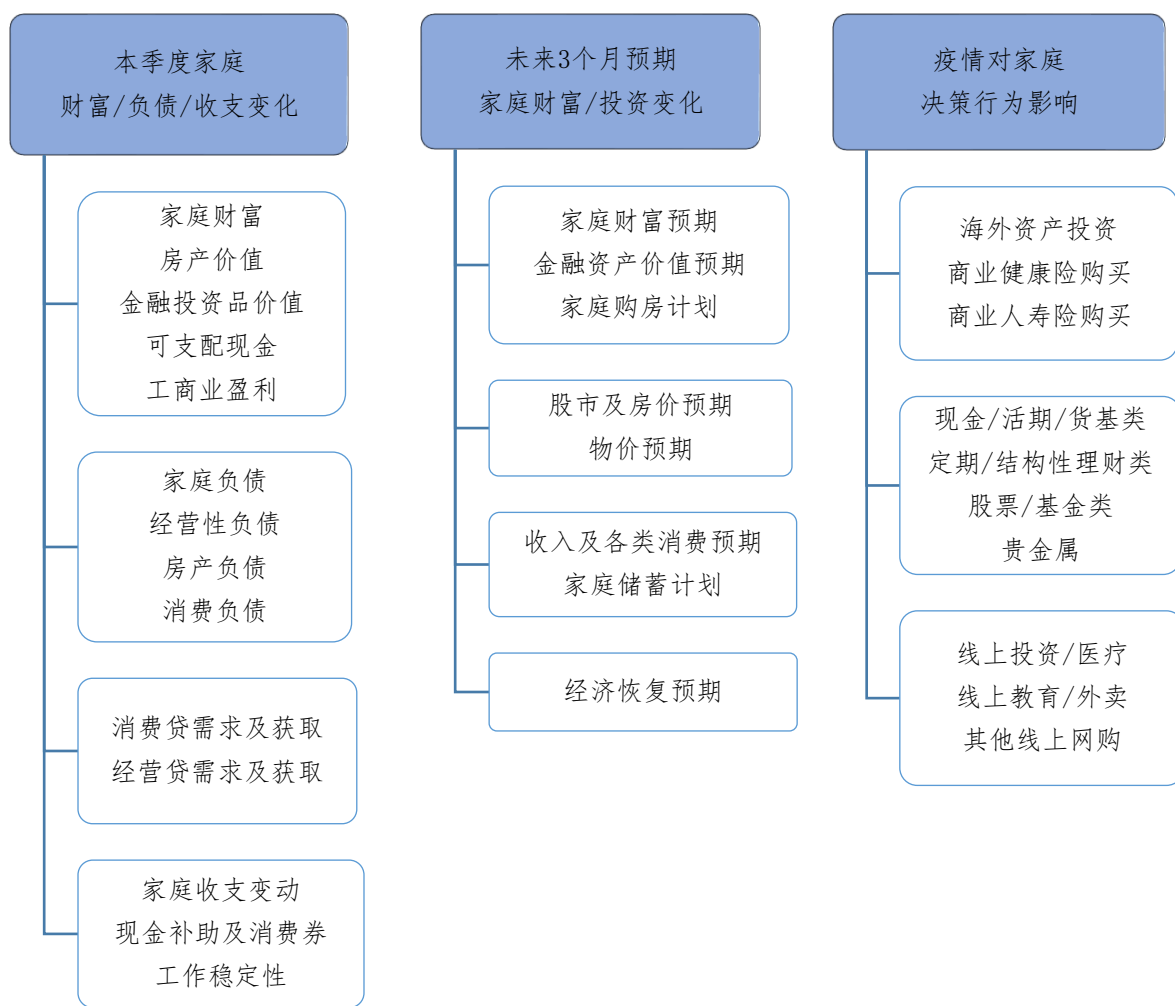 本季度家庭
财富/负债/收支变化
家庭财富
房产价值
金融投资品价值
可支配现金
工商业盈利
家庭负债
经营性负债
房产负债
消费负债
消费贷需求及获取
经营贷需求及获取
家庭收支变动
现金补助及消费券
工作稳定性
未来3个月预期
家庭财富/投资变化
家庭财富预期
金融资产价值预期
家庭购房计划
股市及房价预期
物价预期
收入及各类消费预期
家庭储蓄计划
经济恢复预期
疫情对家庭
决策行为影响
海外资产投资
商业健康险购买
商业人寿险购买
现金/活期/货基类
定期/结构性理财类
股票/基金类
贵金属
线上投资/医疗
线上教育/外卖
其他线上网购